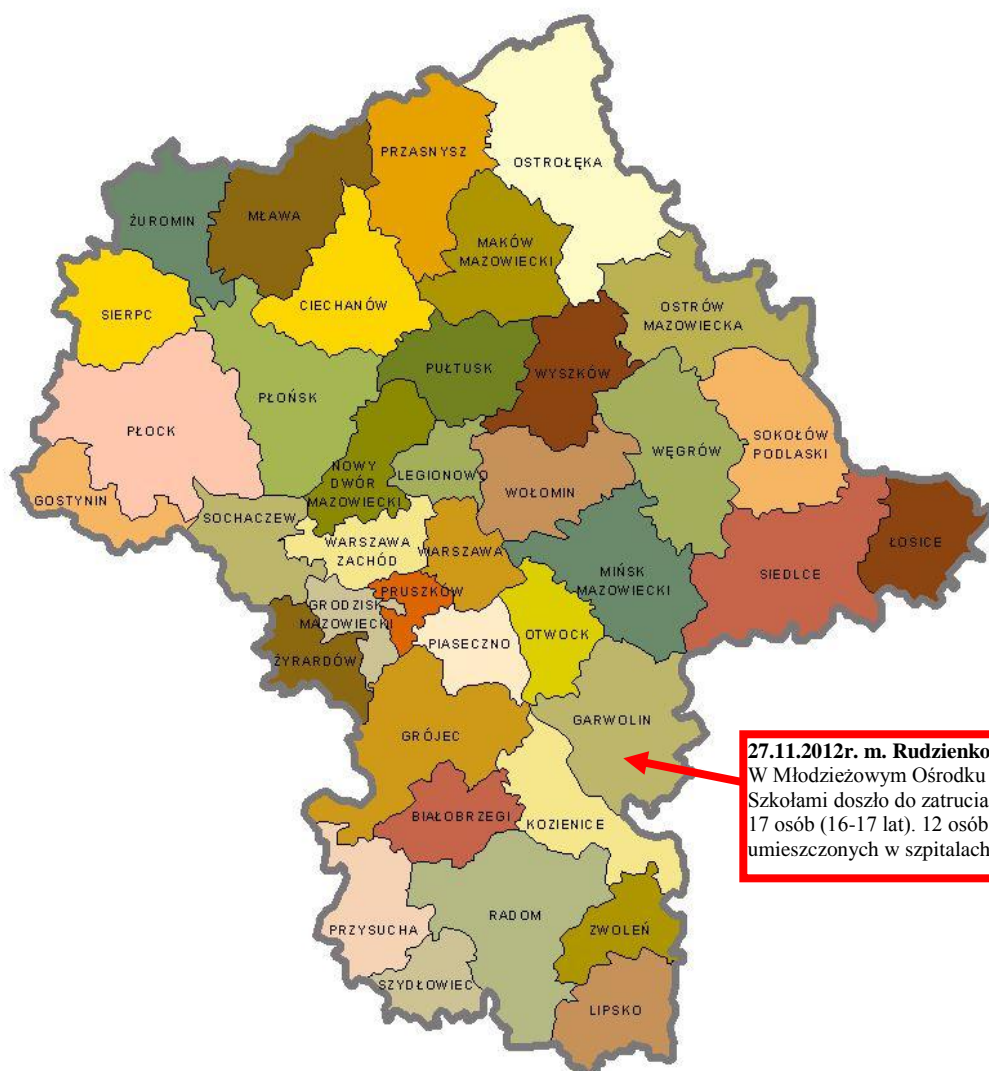 PRZASNYSZ
OSTROŁĘKA
ŻUROMIN
MŁAWA
MAKÓW
MAZOWIECKI
CIECHANÓW
SIERPC
OSTRÓW
MAZOWIECKA
PUŁTUSK
WYSZKÓW
PŁOŃSK
PŁOCK
SOKOŁÓW
PODLASKI
WĘGRÓW
NOWY
DWÓR
MAZOWIECKI
LEGIONOWO
WOŁOMIN
GOSTYNIN
SOCHACZEW
WARSZAWA
ZACHÓD
WARSZAWA
ŁOSICE
SIEDLCE
MIŃSK
MAZOWIECKI
PRUSZKÓW
GRODZISK
MAZOWIECKI
PIASECZNO
OTWOCK
ŻYRARDÓW
GARWOLIN
GRÓJEC
27.11.2012r. m. Rudzienko
W Młodzieżowym Ośrodku
Szkołami doszło do zatrucia
17 osób (16-17 lat). 12 osób
umieszczonych w szpitalach
BIAŁOBRZEGI
KOZIENICE
RADOM
PRZYSUCHA
ZWOLEŃ
SZYDŁOWIEC
LIPSKO